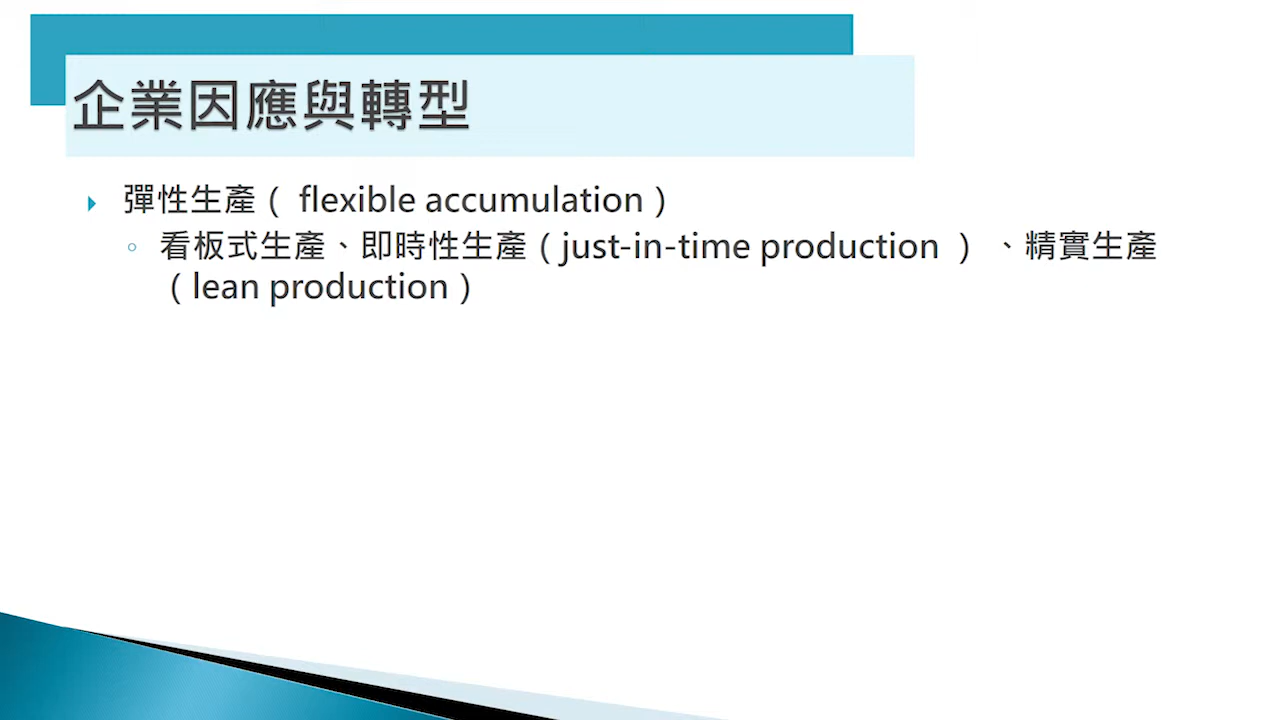 企業因應與轉型
彈性生產（ flexible accumulation）
看板式生產、即時性生產（just-in-time production ） 、精實生產
（lean production）